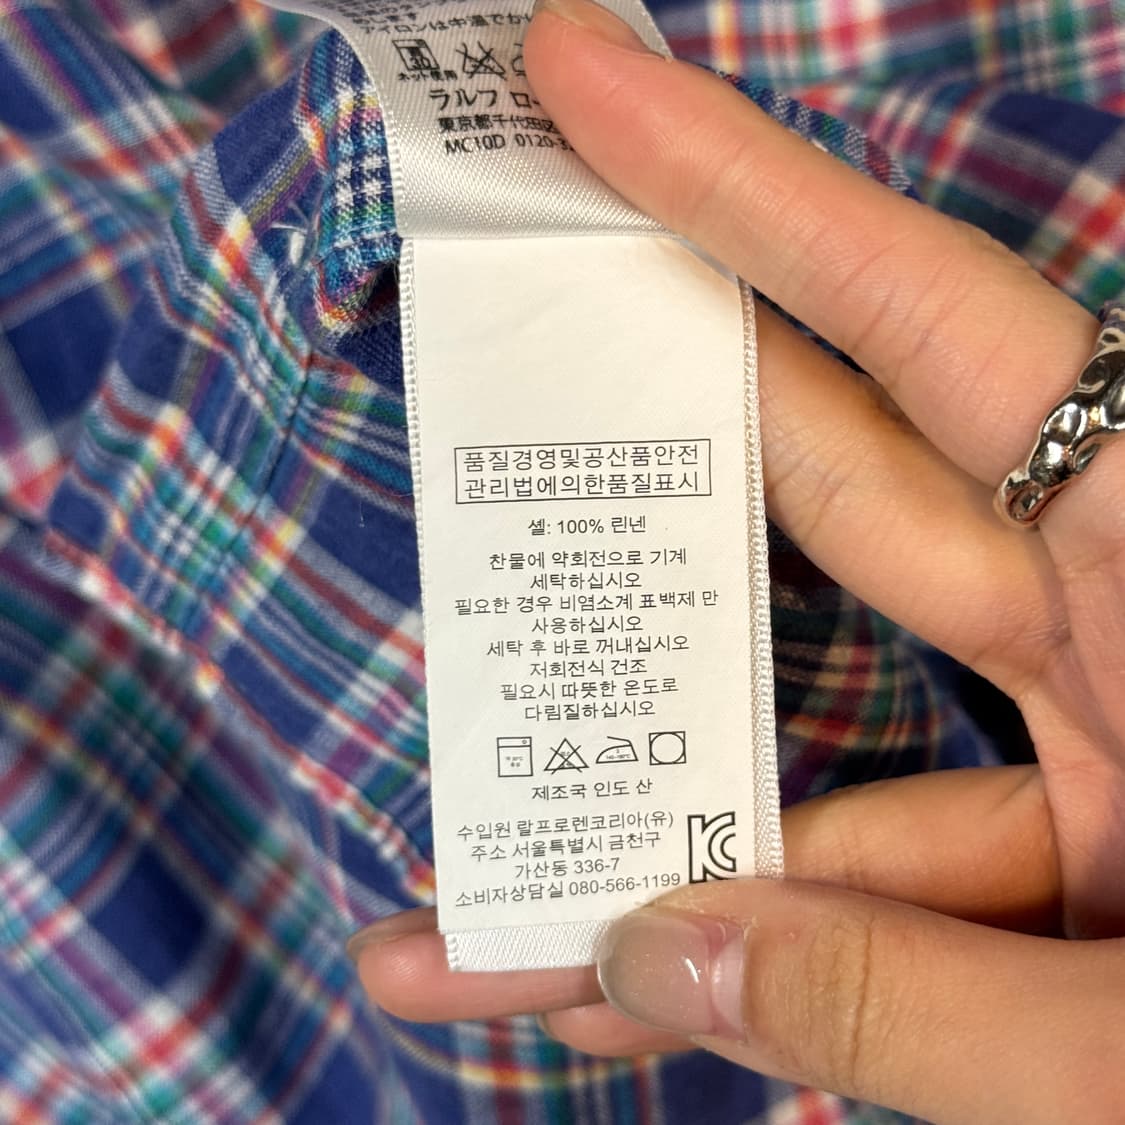 アイロンは中温でか
ネット使用
ラルフ ロー
東京都千代田区
MC10D 0120-3
품질경영및공산품안전
관리법에의한품질표시
셸: 100% 린넨
찬물에 약회전으로 기계
세탁하십시오
필요한 경우 비염소계 표백제 만
사용하십시오
세탁 후 바로 꺼내십시오
저회전식 건조
필요시 따뜻한 온도로
다림질하십시오
제조국 인도 산
수입원 랄프로렌코리아(유)
주소 서울특별시 금천구
가산동 336-7
소비자상담실 080-566-1199